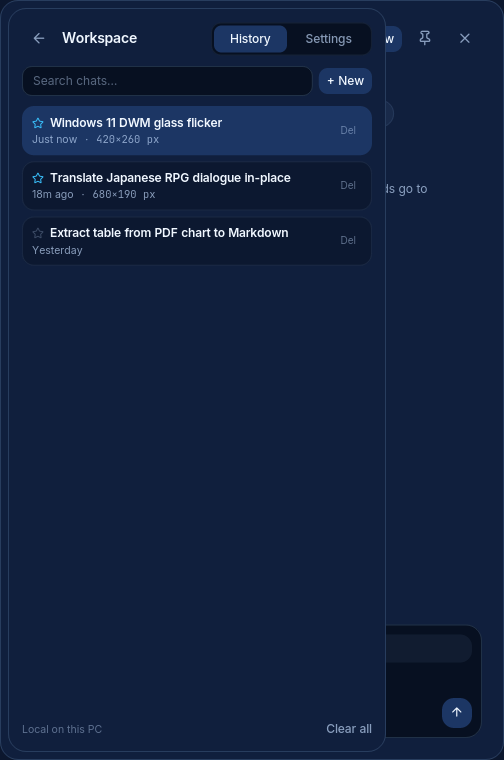 Workspace
History
Settings
w
Search chats...
+ New
Windows 11 DWM glass flicker
Del
Just now · 420×260 px
ds go to
Translate Japanese RPG dialogue in-place
Del
18m ago · 680×190 px
Extract table from PDF chart to Markdown
Del
Yesterday
Local on this PC
Clear all